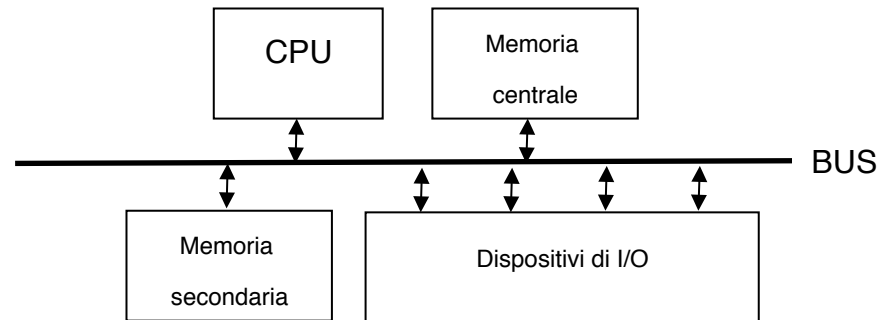 CPU
Memoria
centrale
BUS
Memoria
secondaria
Dispositivi di I/O